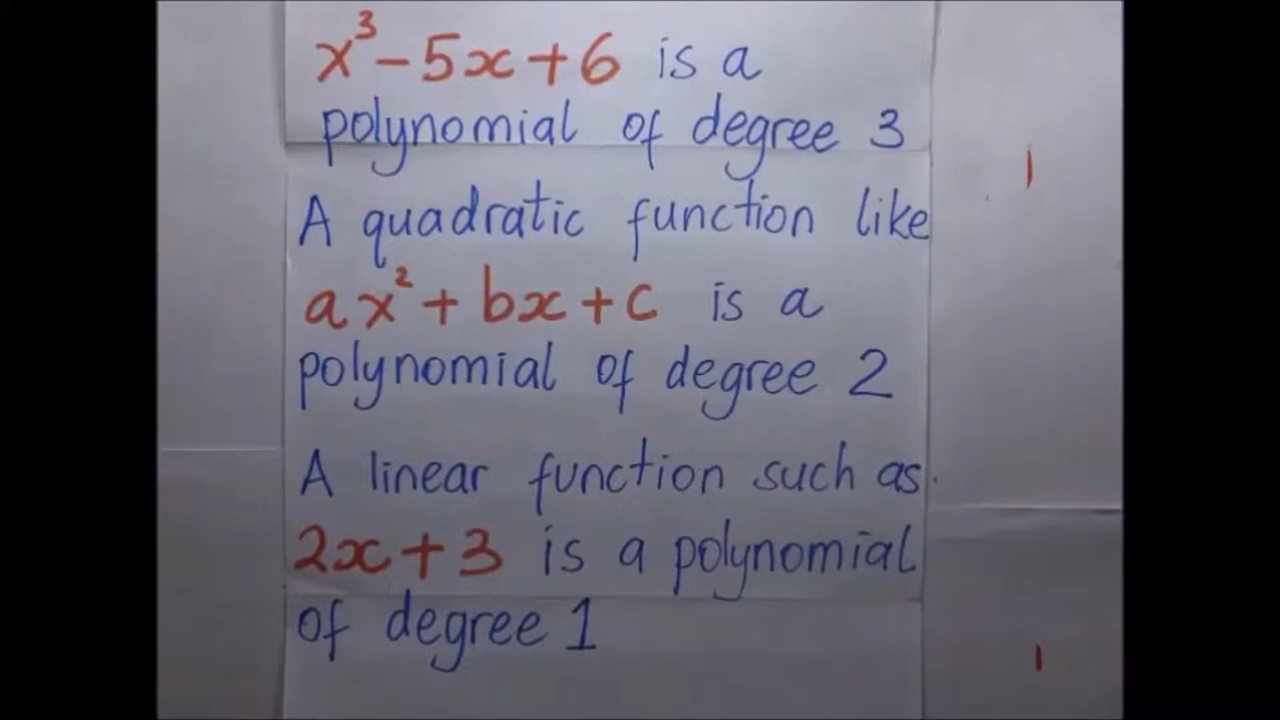 x³ - 5x + 6 is a
polynomial of degree 3
A quadratic function like
ax² + bx + c is a
polynomial of degree 2
A linear function such as
2x + 3 is a polynomial
of degree 1